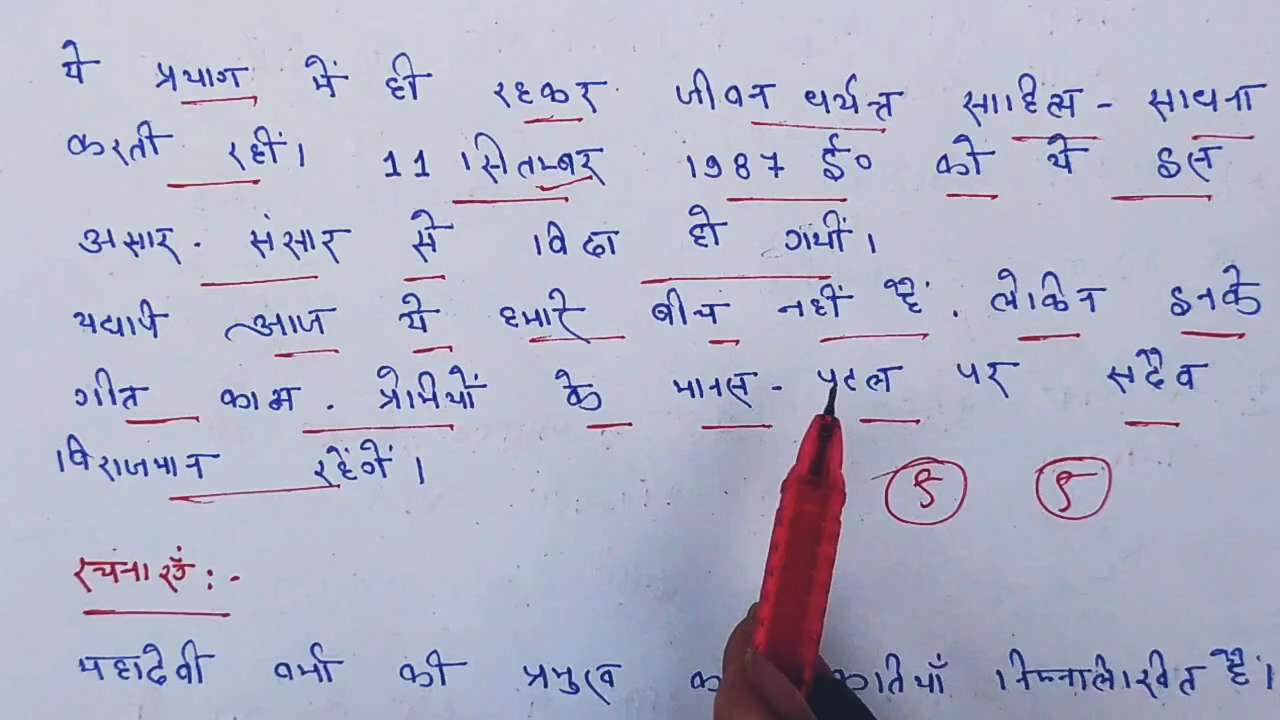 ये प्रयाग में ही रहकर जीवन पर्यन्त साहित्य - साधना
करती रहीं। 11 सितम्बर 1987 ई० को ये इस
असार - संसार से विदा हो गयीं।
यद्यपि आज ये हमारे बीच नहीं हैं. लेकिन इनके
गीत काव्य - प्रेमियों के मानस - पटल पर सदैव
विराजमान रहेंगें।
रचनाएँ :-
महादेवी वर्मा की प्रमुख निम्नलिखित हैं।